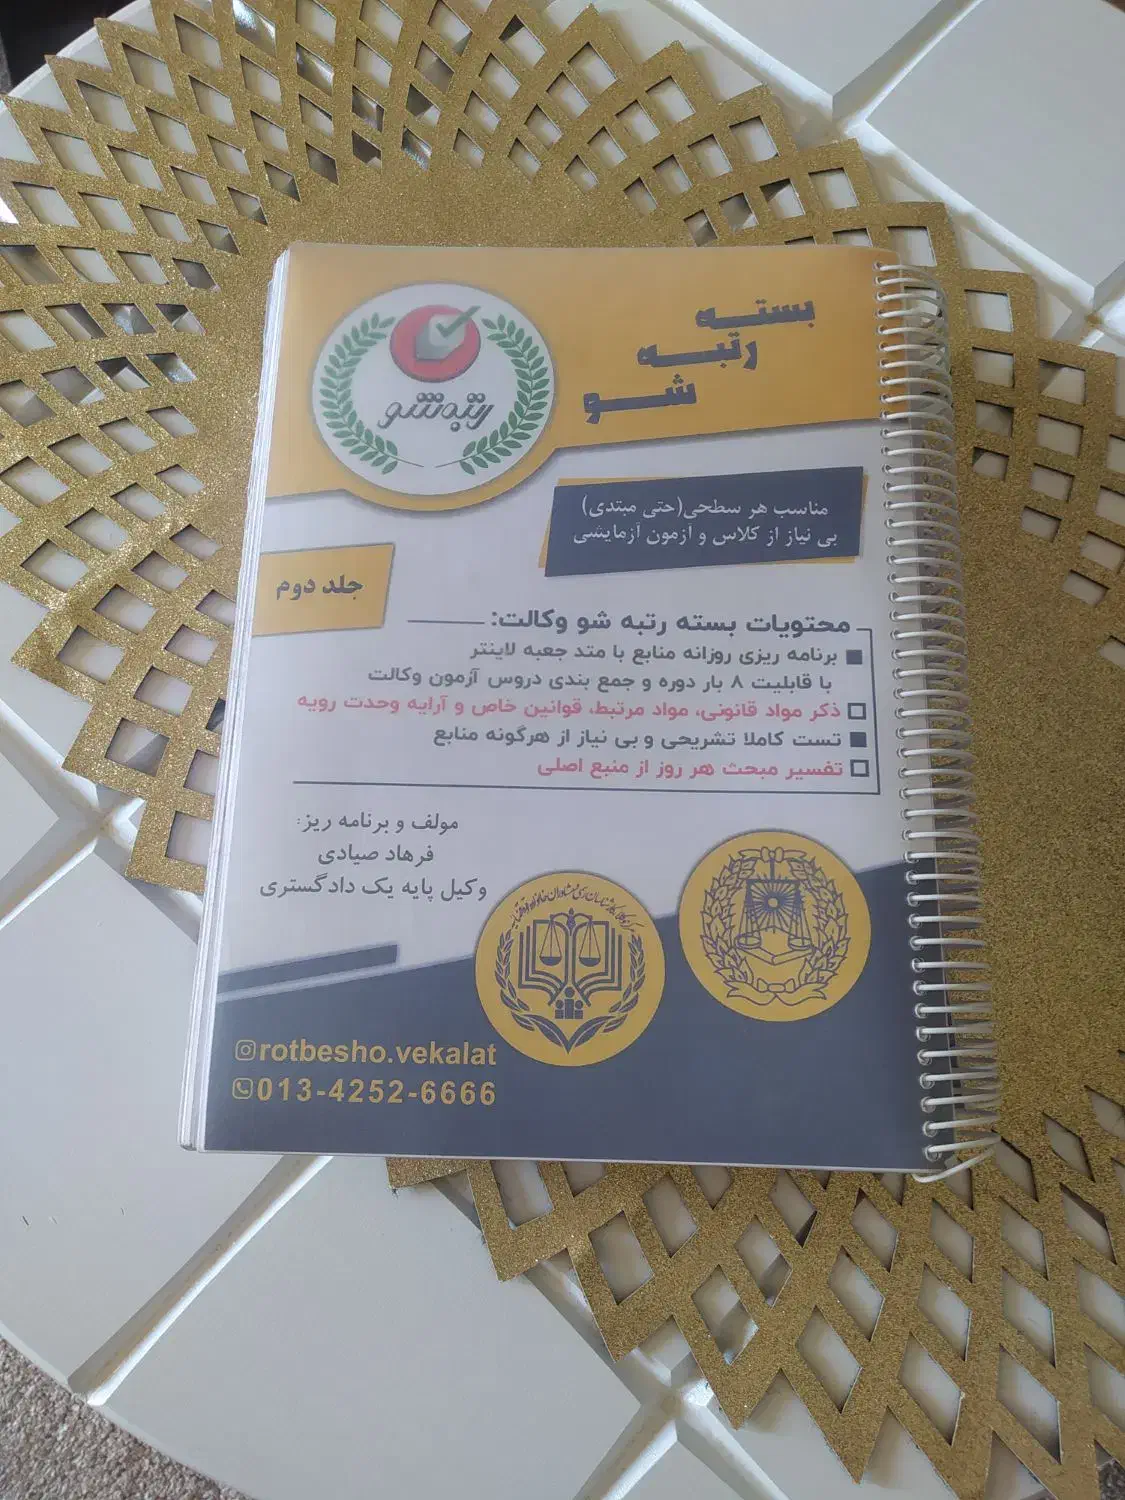 بسته
رتبه
شو
رتبه شو
مناسب هر سطحی(حتی مبتدی)
بی نیاز از کلاس و ازمون آزمایشی
جلد دوم
محتویات بسته رتبه شو وکالت:
برنامه ریزی روزانه منابع با متد جعبه لاینتر
با قابلیت ۸ بار دوره و جمع بندی دروس آزمون وکالت
ذکر مواد قانونی، مواد مرتبط، قوانین خاص و آرایه وحدت رویه
تست کاملا تشریحی و بی نیاز از هرگونه منابع
تفسیر مبحث هر روز از منبع اصلی
مولف و برنامه ریز:
فرهاد صیادی
وکیل پایه یک دادگستری
rotbesho.vekalat
013-4252-6666